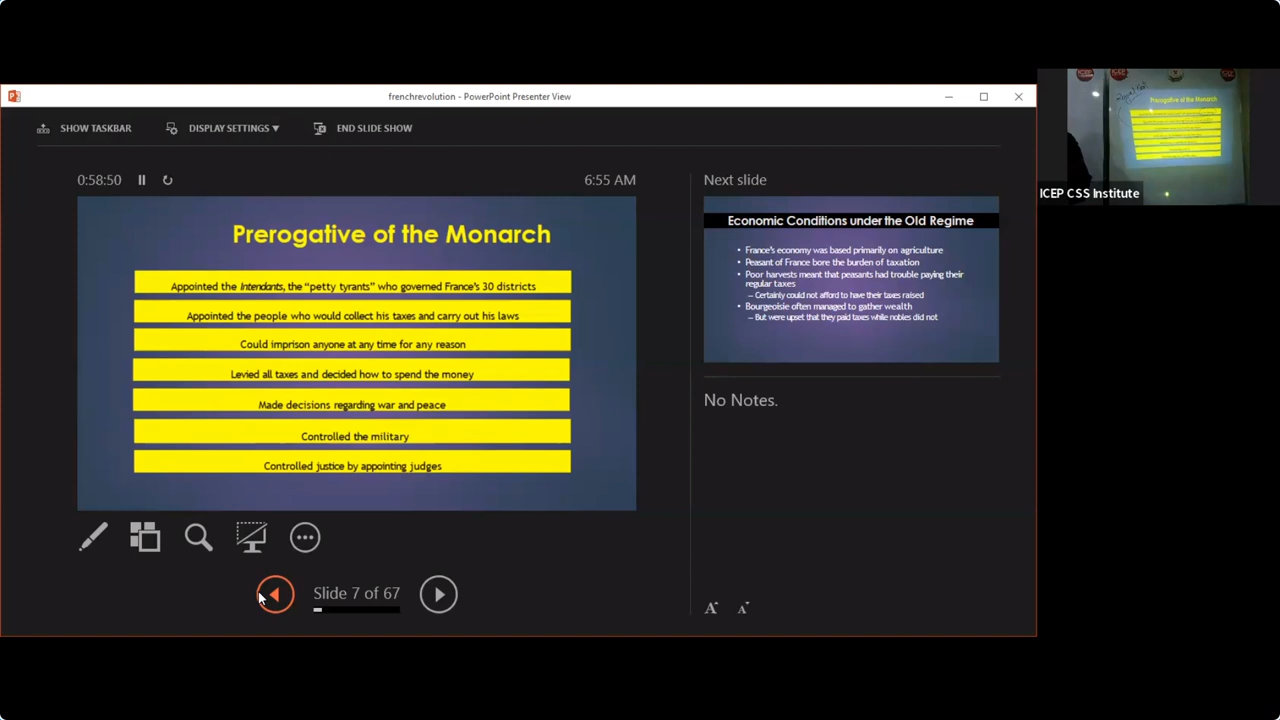 frenchrevolution - PowerPoint Presenter View
SHOW TASKBAR
DISPLAY SETTINGS ▼
END SLIDE SHOW
0:58:50
6:55 AM
Prerogative of the Monarch
Appointed the Intendants, the "petty tyrants" who governed France's 30 districts
Appointed the people who would collect his taxes and carry out his laws
Could imprison anyone at any time for any reason
Levied all taxes and decided how to spend the money
Made decisions regarding war and peace
Controlled the military
Controlled justice by appointing judges
Slide 7 of 67
Next slide
Economic Conditions under the Old Regime
• France's economy was based primarily on agriculture
• Peasant of France bore the burden of taxation
• Poor harvests meant that peasants had trouble paying their
regular taxes
– Certainly could not afford to have their taxes raised
• Bourgeoisie often managed to gather wealth
– But were upset that they paid taxes while nobles did not
No Notes.
A A
Prerogative of the Monarch
ICEP CSS Institute